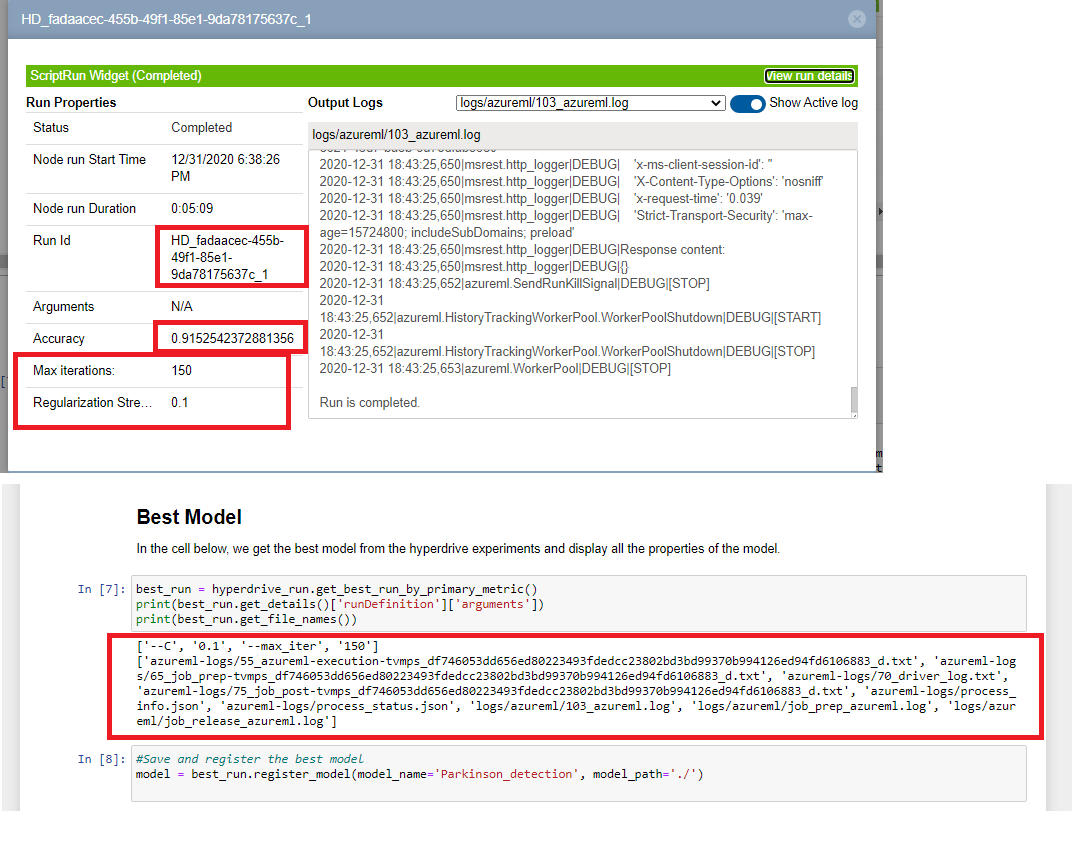 HD_fadaacec-455b-49f1-85e1-9da78175637c_1
ScriptRun Widget (Completed)
View run details
Run Properties
Status
Completed
Node run Start Time
12/31/2020 6:38:26
PM
Node run Duration
0:05:09
Run Id
HD_fadaacec-455b-
49f1-85e1-
9da78175637c_1
Arguments
N/A
Accuracy
0.9152542372881356
Max iterations:
150
Regularization Stre...
0.1
Output Logs
logs/azureml/103_azureml.log
Show Active log
logs/azureml/103_azureml.log
2020-12-31 18:43:25,650|msrest.http_logger|DEBUG|    'x-ms-client-session-id': ''
2020-12-31 18:43:25,650|msrest.http_logger|DEBUG|    'X-Content-Type-Options': 'nosniff'
2020-12-31 18:43:25,650|msrest.http_logger|DEBUG|    'x-request-time': '0.039'
2020-12-31 18:43:25,650|msrest.http_logger|DEBUG|    'Strict-Transport-Security': 'max-
age=15724800; includeSubDomains; preload'
2020-12-31 18:43:25,650|msrest.http_logger|DEBUG|Response content:
2020-12-31 18:43:25,650|msrest.http_logger|DEBUG|{}
2020-12-31 18:43:25,652|azureml.SendRunKillSignal|DEBUG|[STOP]
2020-12-31
18:43:25,652|azureml.HistoryTrackingWorkerPool.WorkerPoolShutdown|DEBUG|[START]
2020-12-31
18:43:25,652|azureml.HistoryTrackingWorkerPool.WorkerPoolShutdown|DEBUG|[STOP]
2020-12-31 18:43:25,653|azureml.WorkerPool|DEBUG|[STOP]
Run is completed.
Best Model
In the cell below, we get the best model from the hyperdrive experiments and display all the properties of the model.
In [7]:
best_run = hyperdrive_run.get_best_run_by_primary_metric()
print(best_run.get_details()['runDefinition']['arguments'])
print(best_run.get_file_names())
['--C', '0.1', '--max_iter', '150']
['azureml-logs/55_azureml-execution-tvmps_df746053dd656ed80223493fdedcc23802bd3bd99370b994126ed94fd6106883_d.txt', 'azureml-log
s/65_job_prep-tvmps_df746053dd656ed80223493fdedcc23802bd3bd99370b994126ed94fd6106883_d.txt', 'azureml-logs/70_driver_log.txt',
'azureml-logs/75_job_post-tvmps_df746053dd656ed80223493fdedcc23802bd3bd99370b994126ed94fd6106883_d.txt', 'azureml-logs/process_
info.json', 'azureml-logs/process_status.json', 'logs/azureml/103_azureml.log', 'logs/azureml/job_prep_azureml.log', 'logs/azur
eml/job_release_azureml.log']
In [8]:
#Save and register the best model
model = best_run.register_model(model_name='Parkinson_detection', model_path='./')